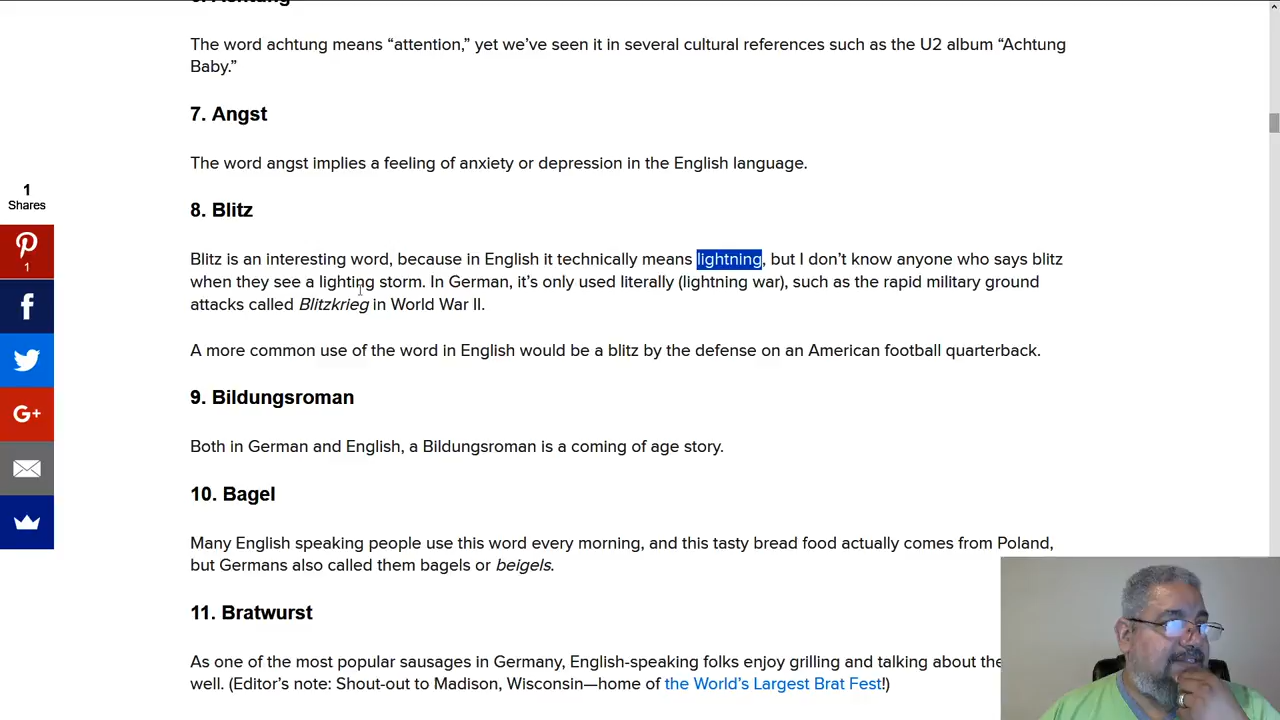 The word achtung means “attention,” yet we’ve seen it in several cultural references such as the U2 album “Achtung
Baby.”
7. Angst
The word angst implies a feeling of anxiety or depression in the English language.
1
Shares
8. Blitz
1
Blitz is an interesting word, because in English it technically means lightning, but I don’t know anyone who says blitz
when they see a lighting storm. In German, it’s only used literally (lightning war), such as the rapid military ground
attacks called Blitzkrieg in World War II.
A more common use of the word in English would be a blitz by the defense on an American football quarterback.
9. Bildungsroman
G+
Both in German and English, a Bildungsroman is a coming of age story.
10. Bagel
Many English speaking people use this word every morning, and this tasty bread food actually comes from Poland,
but Germans also called them bagels or beigels.
11. Bratwurst
As one of the most popular sausages in Germany, English-speaking folks enjoy grilling and talking about
well. (Editor’s note: Shout-out to Madison, Wisconsin—home of the World’s Largest Brat Fest!)